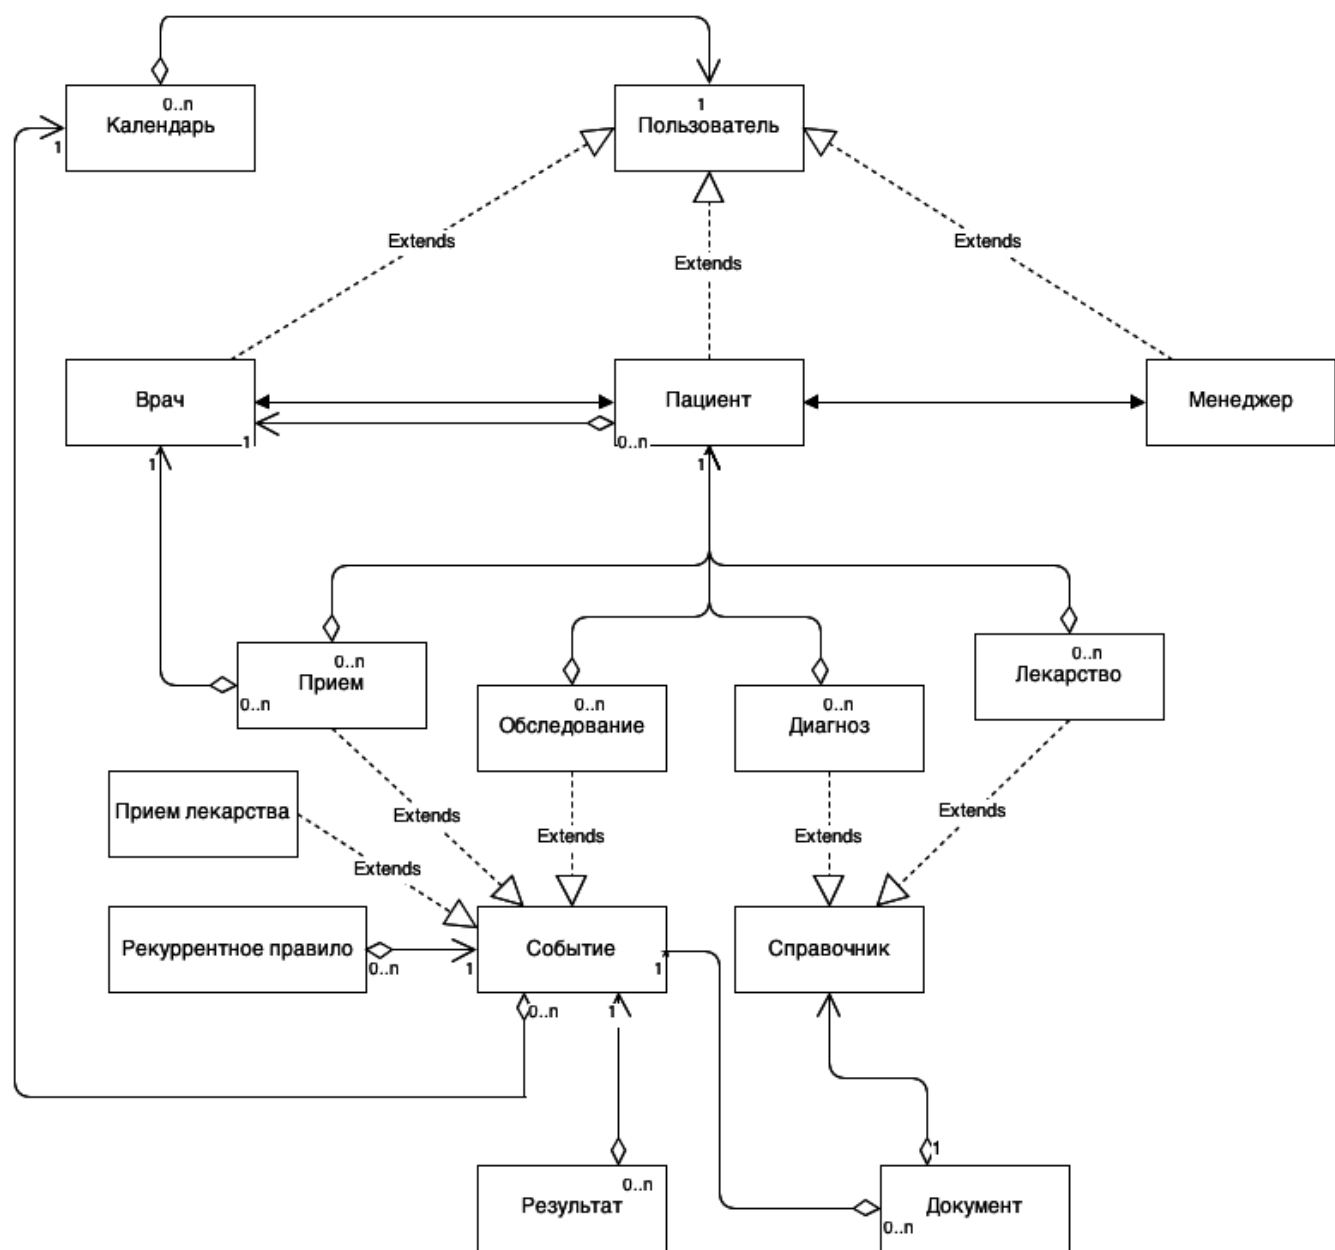 0..n
Календарь
1
1
Пользователь
Extends
Extends
Extends
Врач
Пациент
Менеджер
1
0..n
1
1
0..n
Прием
0..n
0..n
Лекарство
0..n
Обследование
0..n
Диагноз
Прием лекарства
Extends
Extends
Extends
Extends
Extends
Рекуррентное правило
0..n
1
Событие
1
Справочник
0..n
1
1
0..n
Результат
Документ
0..n